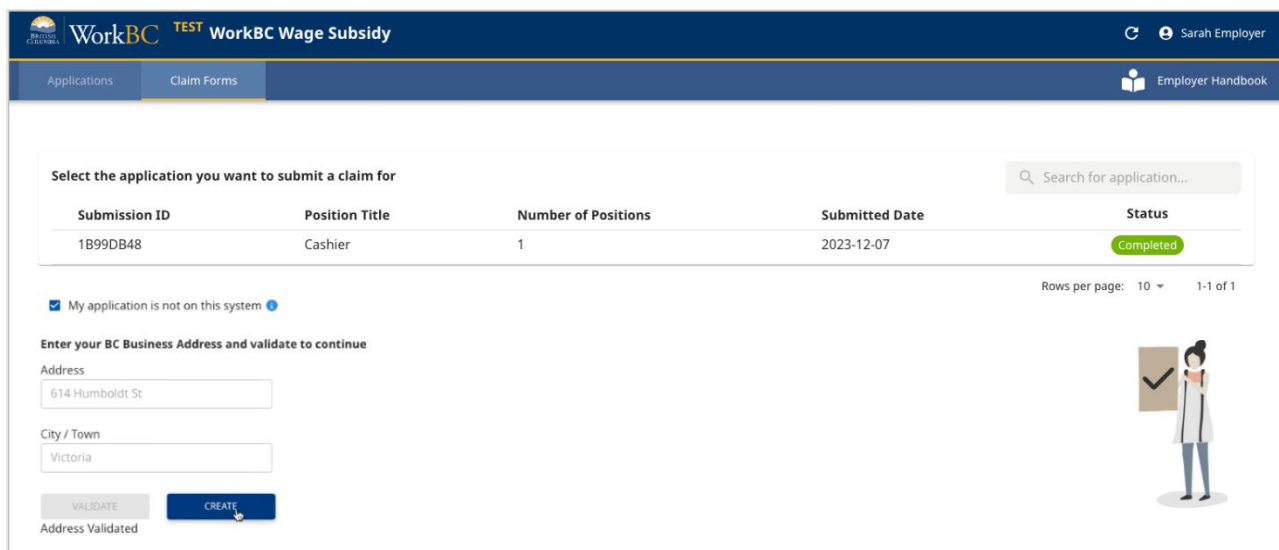 BRITISH COLUMBIA WorkBC TEST WorkBC Wage Subsidy Sarah Employer
Applications Claim Forms Employer Handbook
Select the application you want to submit a claim for Search for application...
Submission ID Position Title Number of Positions Submitted Date Status
1B99DB48 Cashier 1 2023-12-07 Completed
Rows per page: 10 1-1 of 1
My application is not on this system
Enter your BC Business Address and validate to continue
Address
614 Humboldt St
City / Town
Victoria
VALIDATE CREATE
Address Validated